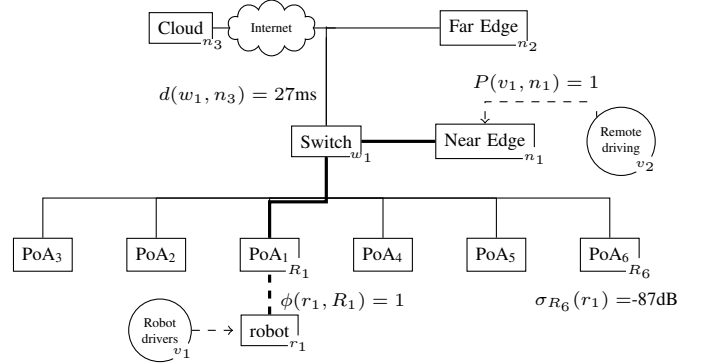 Cloud n₃
Internet
Far Edge n₂
d(w₁, n₃) = 27ms
P(v₁, n₁) = 1
Switch w₁
Near Edge n₁
Remote
driving
v₂
PoA₃
PoA₂
PoA₁ R₁
PoA₄
PoA₅
PoA₆ R₆
ϕ(r₁, R₁) = 1
σ_R₆(r₁) =-87dB
Robot
drivers
v₁
robot r₁